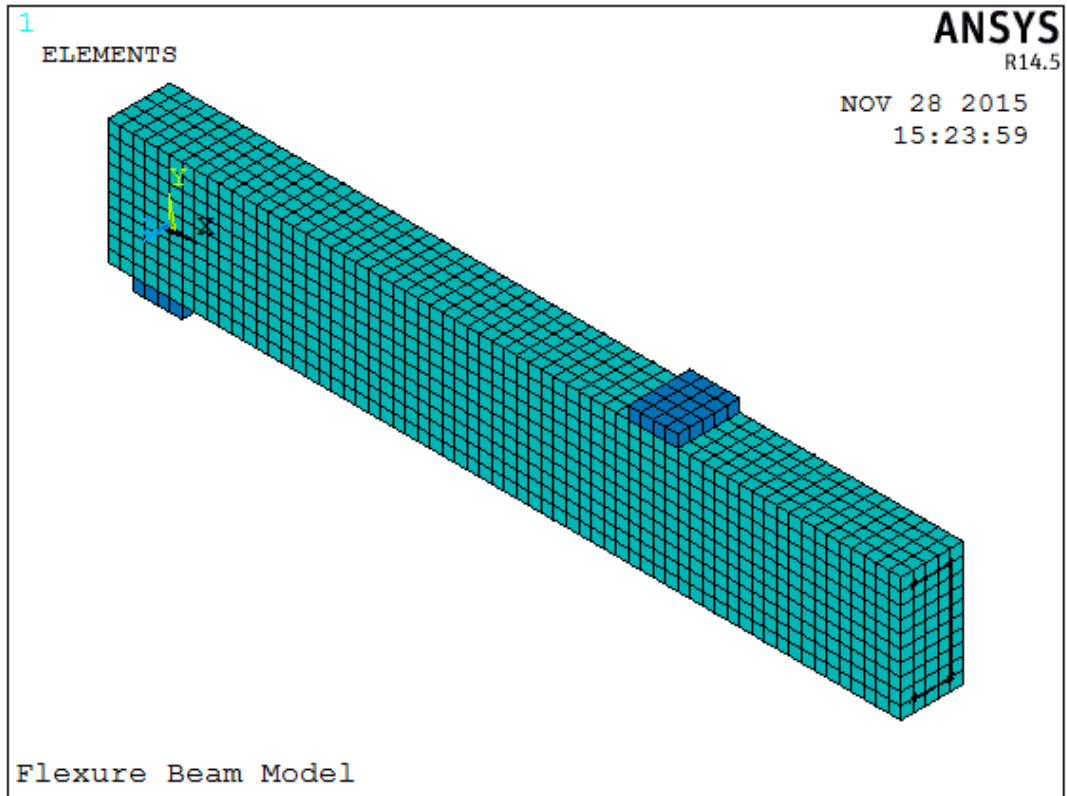 1
ELEMENTS
ANSYS
R14.5
NOV 28 2015
15:23:59
Y
X
Z
Flexure Beam Model